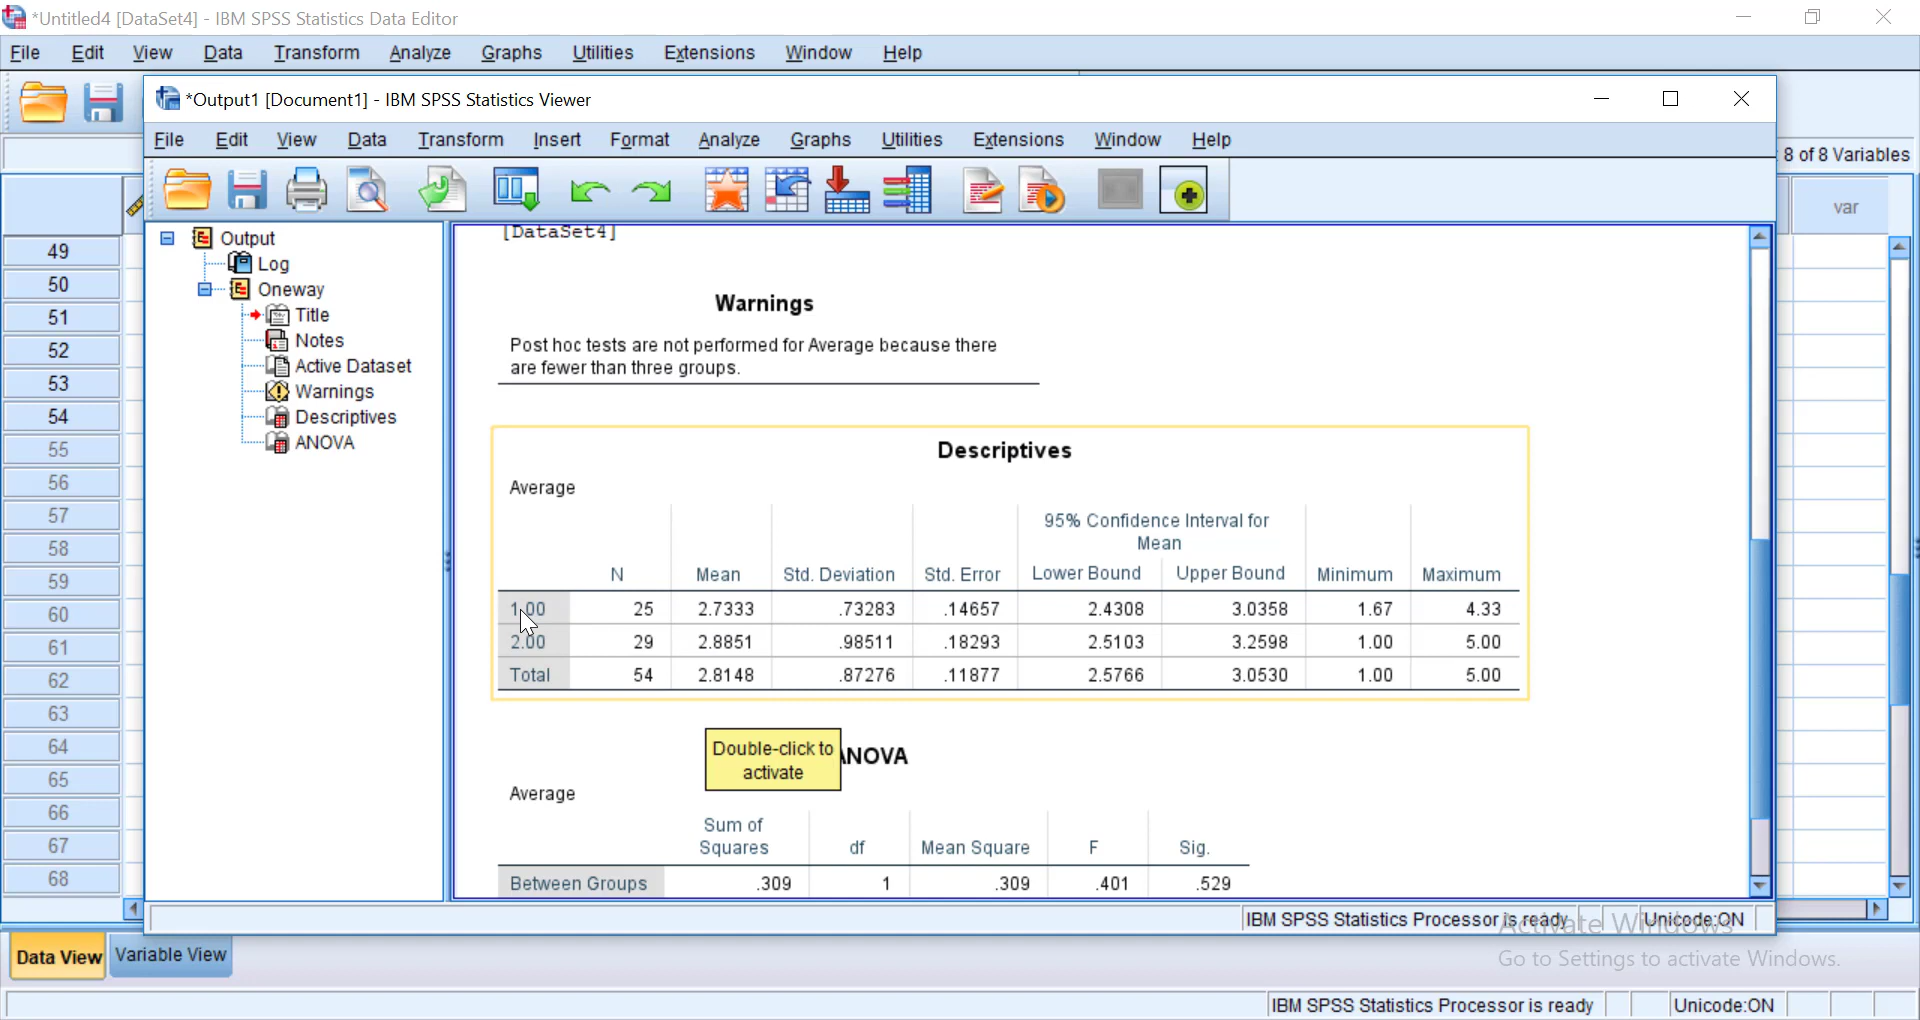 *Untitled4 [DataSet4] - IBM SPSS Statistics Data Editor
File Edit View Data Transform Analyze Graphs Utilities Extensions Window Help
*Output1 [Document1] - IBM SPSS Statistics Viewer
File Edit View Data Transform Insert Format Analyze Graphs Utilities Extensions Window Help
8 of 8 Variables
var
49
50
51
52
53
54
55
56
57
58
59
60
61
62
63
64
65
66
67
68
Output
Log
Oneway
Title
Notes
Active Dataset
Warnings
Descriptives
ANOVA
[DataSet4]
Warnings
Post hoc tests are not performed for Average because there
are fewer than three groups.
Descriptives
Average
95% Confidence Interval for
Mean
N Mean Std. Deviation Std. Error Lower Bound Upper Bound Minimum Maximum
1.00 25 2.7333 .73283 .14657 2.4308 3.0358 1.67 4.33
2.00 29 2.8851 .98511 .18293 2.5103 3.2598 1.00 5.00
Total 54 2.8148 .87276 .11877 2.5766 3.0530 1.00 5.00
Double-click to
activate
NOVA
Average
Sum of
Squares df Mean Square F Sig.
Between Groups .309 1 .309 .401 .529
IBM SPSS Statistics Processor is ready Unicode:ON
Activate Windows
Go to Settings to activate Windows.
Data View Variable View
IBM SPSS Statistics Processor is ready Unicode:ON